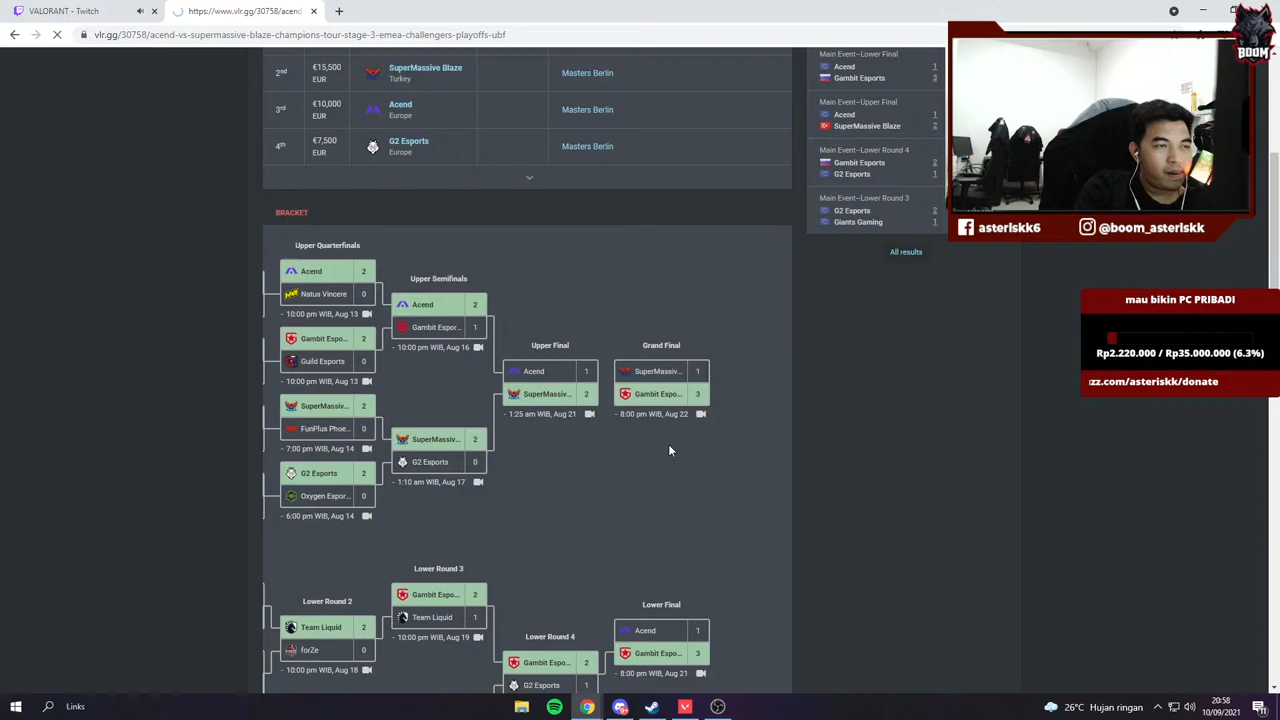 VALORANT - Twitch
https://www.vlr.gg/30758/acend
vlr.gg/30758/acend-vs-supermassive-blaze-champions-tour-stage-3-emea-challengers-playoffs-ubf
2nd
€15,500
EUR
SuperMassive Blaze
Turkey
Masters Berlin
3rd
€10,000
EUR
Acend
Europe
Masters Berlin
4th
€7,500
EUR
G2 Esports
Europe
Masters Berlin
Main Event–Lower Final
Acend 1
Gambit Esports 3
Main Event–Upper Final
Acend 1
SuperMassive Blaze 2
Main Event–Lower Round 4
Gambit Esports 2
G2 Esports 1
Main Event–Lower Round 3
G2 Esports 2
Giants Gaming 1
All results
BRACKET
Upper Quarterfinals
Acend 2
Natus Vincere 0
- 10:00 pm WIB, Aug 13
Gambit Espo... 2
Guild Esports 0
- 10:00 pm WIB, Aug 13
SuperMassiv... 2
FunPlus Phoe... 0
- 7:00 pm WIB, Aug 14
G2 Esports 2
Oxygen Espor... 0
- 6:00 pm WIB, Aug 14
Upper Semifinals
Acend 2
Gambit Espor... 1
- 10:00 pm WIB, Aug 16
SuperMassiv... 2
G2 Esports 0
- 1:10 am WIB, Aug 17
Upper Final
Acend 1
SuperMassiv... 2
- 1:25 am WIB, Aug 21
Grand Final
SuperMassiv... 1
Gambit Espo... 3
- 8:00 pm WIB, Aug 22
Lower Round 2
Team Liquid 2
forZe 0
- 10:00 pm WIB, Aug 18
Lower Round 3
Gambit Espo... 2
Team Liquid 1
- 10:00 pm WIB, Aug 19
Lower Round 4
Gambit Espo... 2
G2 Esports 1
Lower Final
Acend 1
Gambit Espo... 3
- 8:00 pm WIB, Aug 21
BOOM
asteriskk6
@boom_asteriskk
mau bikin PC PRIBADI
Rp2.220.000 / Rp35.000.000 (6.3%)
zz.com/asteriskk/donate
Links
26°C Hujan ringan
20:58
10/09/2021